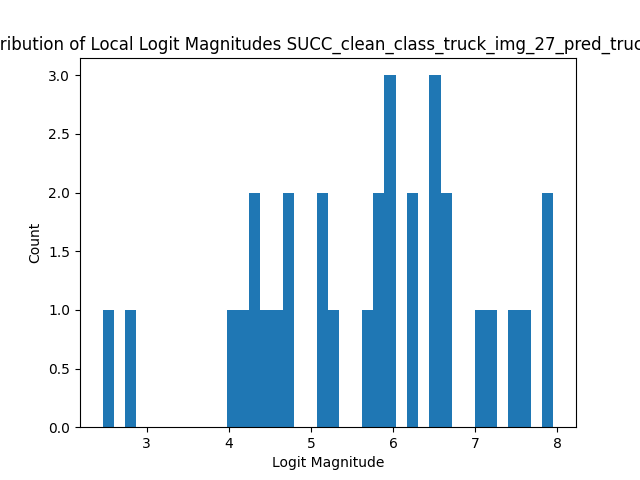 ribution of Local Logit Magnitudes SUCC_clean_class_truck_img_27_pred_truc
3.0
2.5
2.0
1.5
1.0
0.5
0.0
Count
3 4 5 6 7 8
Logit Magnitude